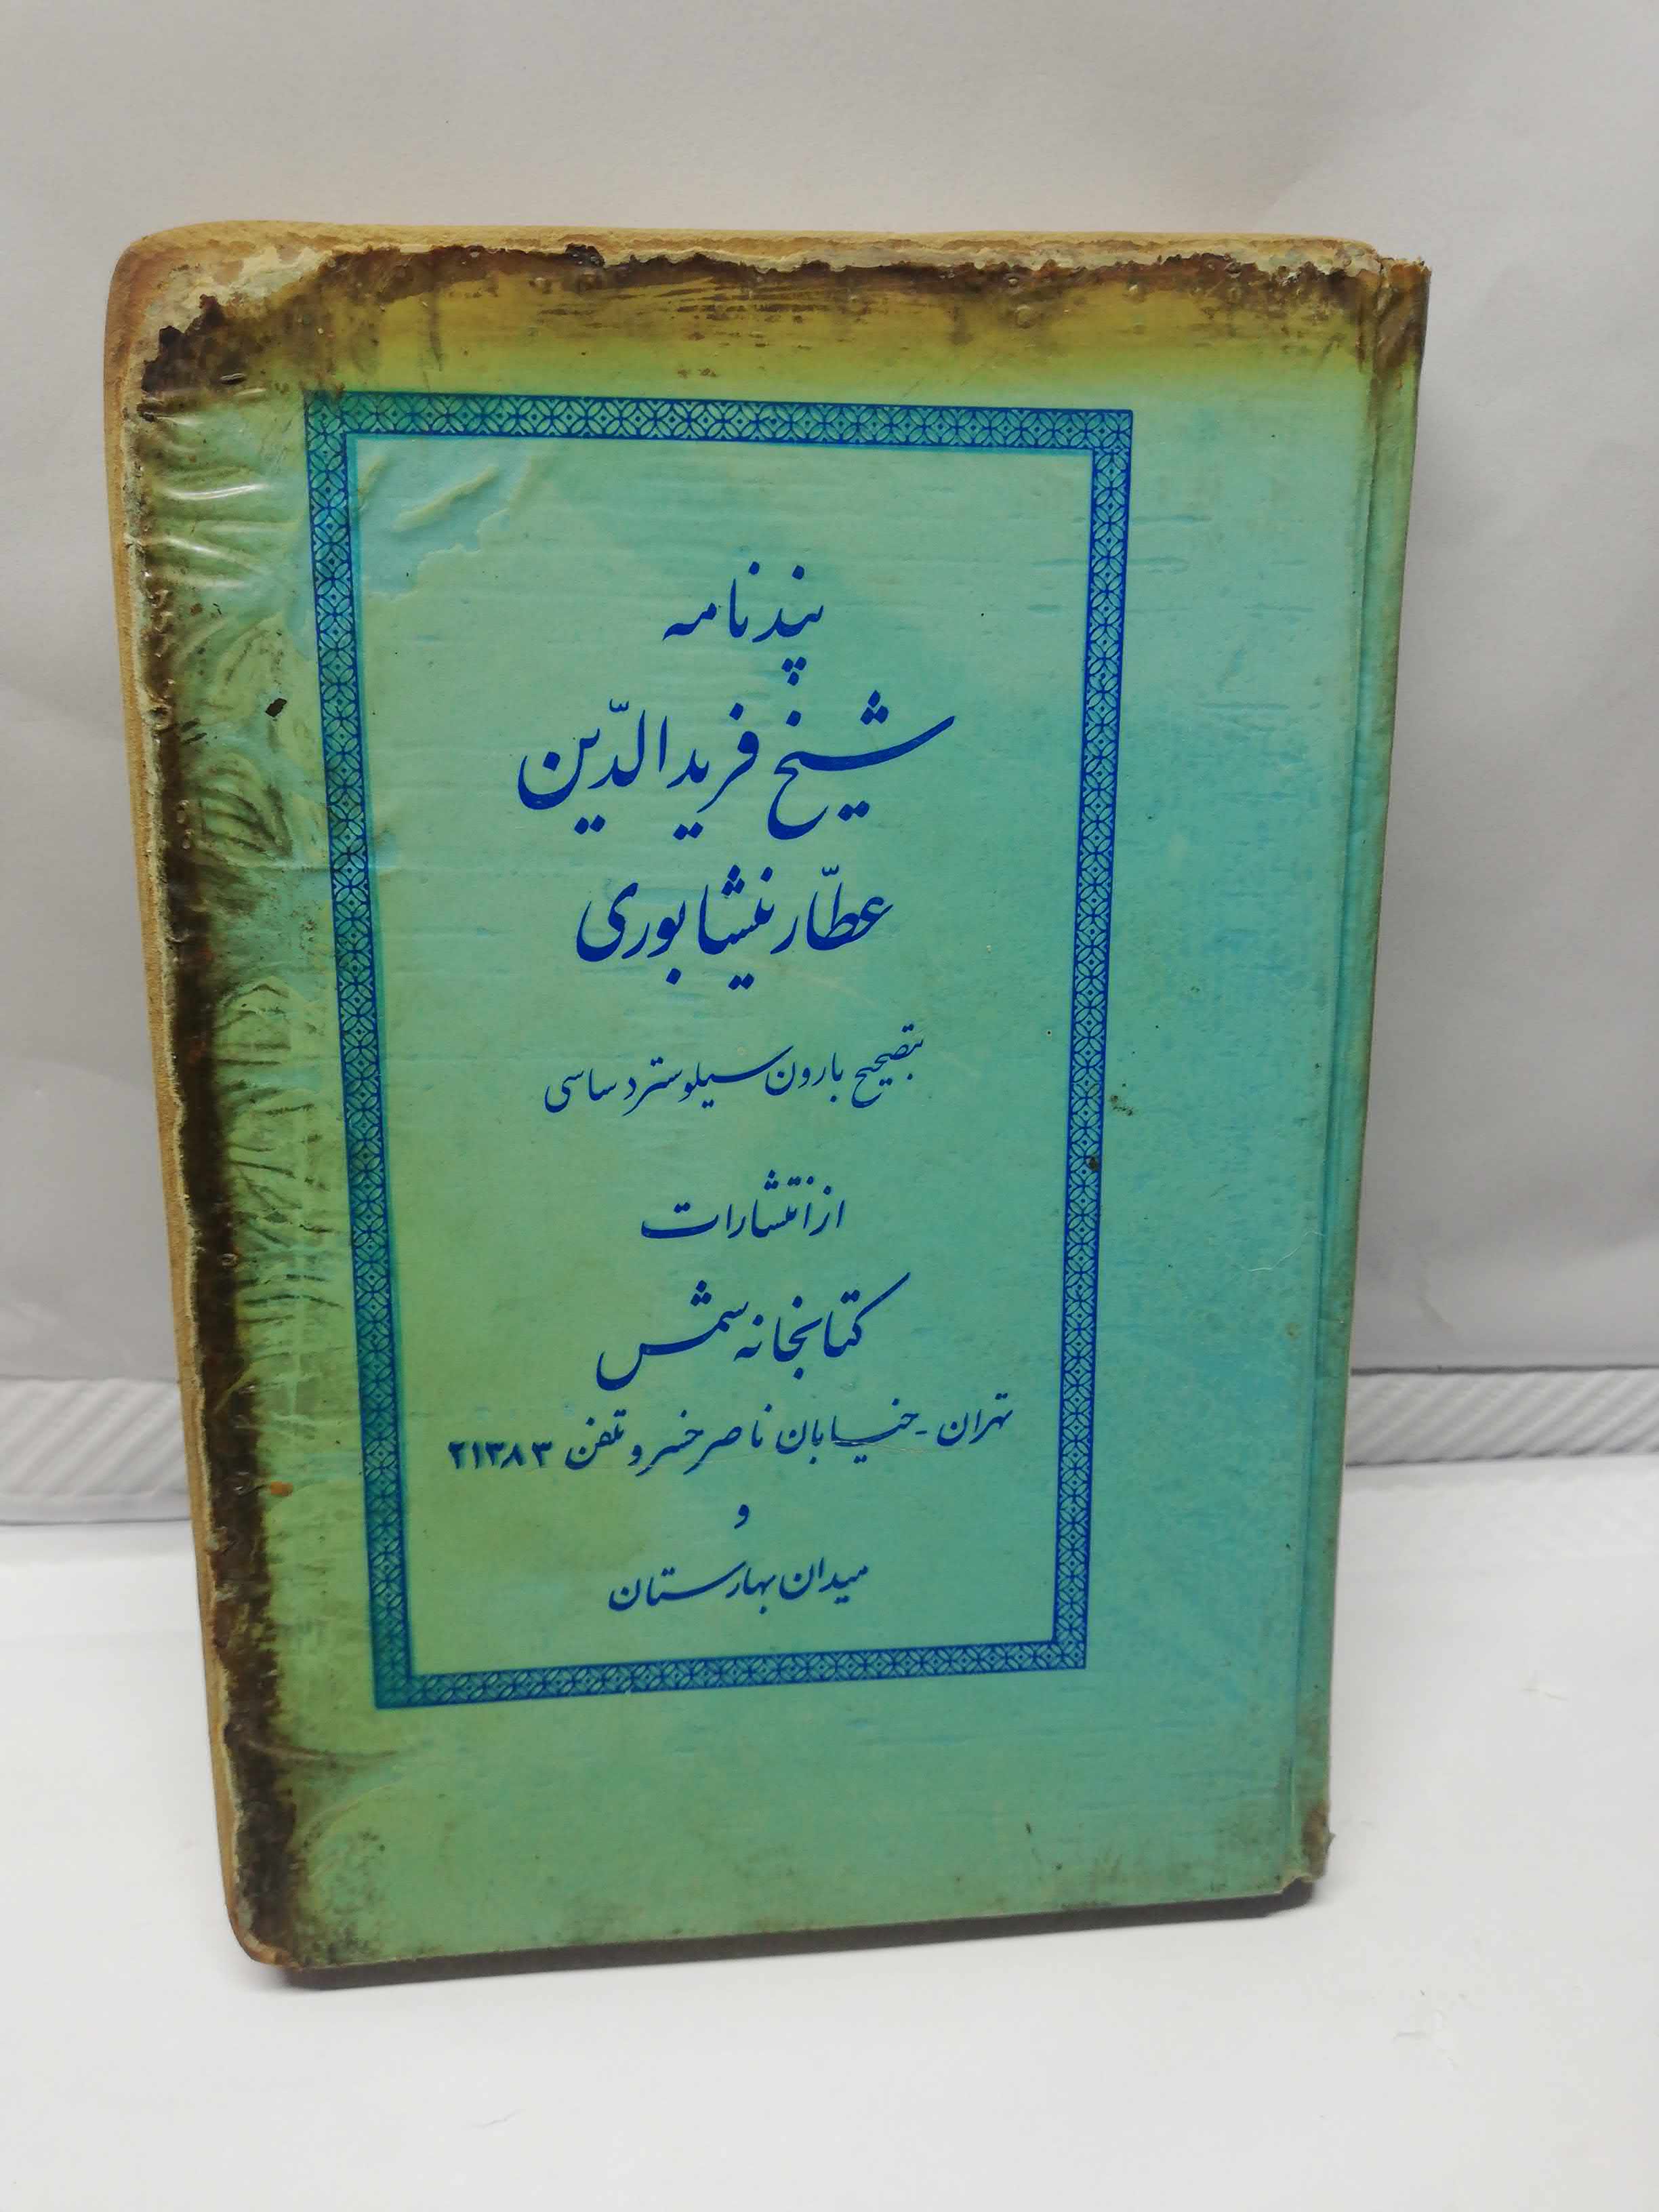 پندنامه
شیخ فریدالدّین
عطّار نیشابوری
بتصحیح بارون سیلوستر دساسی
از انتشارات
کتابخانه شمس
تهران - خیابان ناصرخسرو تلفن ۲۱۳۸۳
و
میدان بهارستان